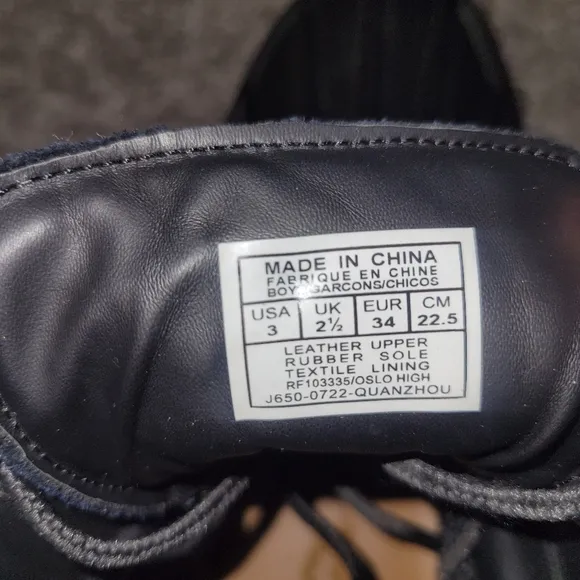 MADE IN CHINA
FABRIQUE EN CHINE
BOYS/GARCONS/CHICOS
USA UK EUR CM
3 2½ 34 22.5
LEATHER UPPER
RUBBER SOLE
TEXTILE LINING
RF103335/OSLO HIGH
J650-0722-QUANZHOU